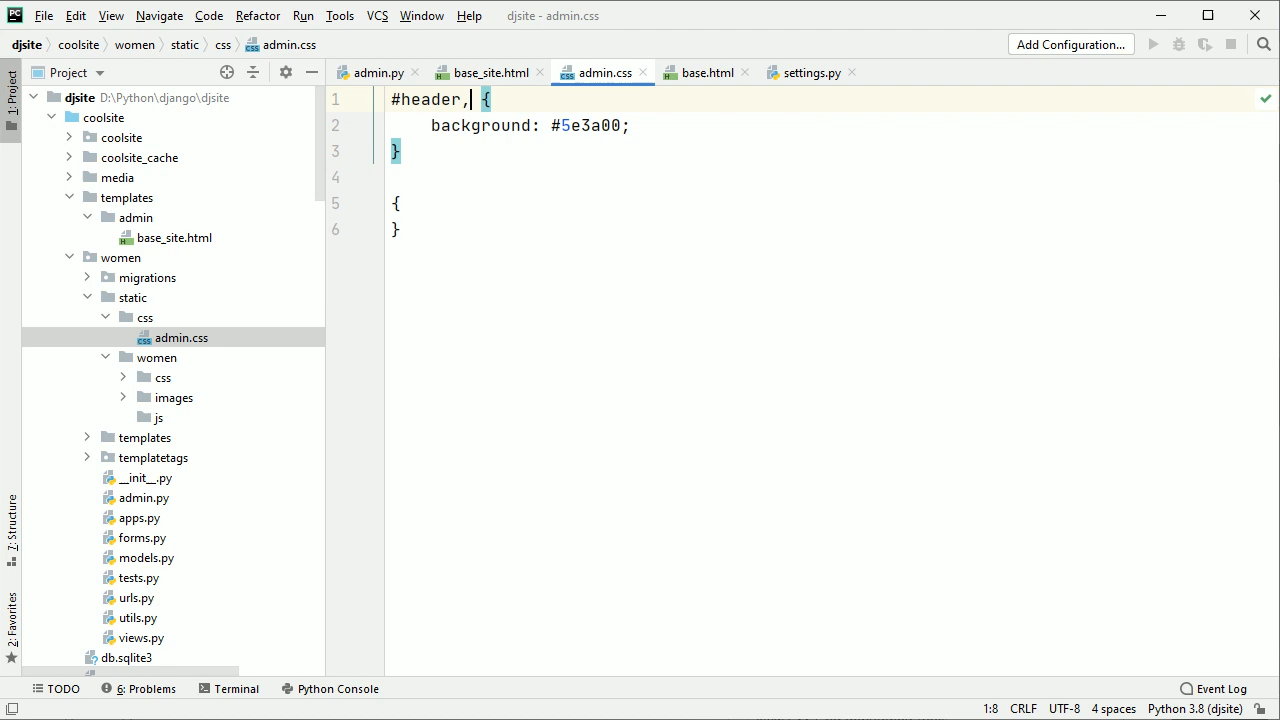 File Edit View Navigate Code Refactor Run Tools VCS Window Help djsite - admin.css
djsite coolsite women static css admin.css Add Configuration...
Project
admin.py base_site.html admin.css base.html settings.py
1: Project
7: Structure
2: Favorites
djsite D:\Python\django\djsite
coolsite
coolsite
coolsite_cache
media
templates
admin
base_site.html
women
migrations
static
css
admin.css
women
css
images
js
templates
templatetags
__init__.py
admin.py
apps.py
forms.py
models.py
tests.py
urls.py
utils.py
views.py
db.sqlite3
1 #header, {
2 background: #5e3a00;
3 }
4
5 {
6 }
TODO 6: Problems Terminal Python Console Event Log
1:8 CRLF UTF-8 4 spaces Python 3.8 (djsite)